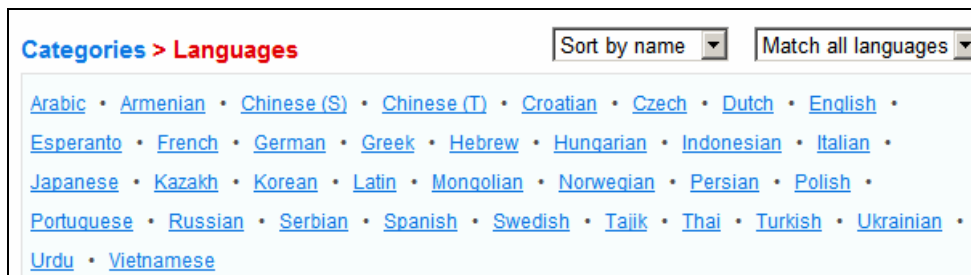 Categories > Languages Sort by name Match all languages
Arabic • Armenian • Chinese (S) • Chinese (T) • Croatian • Czech • Dutch • English •
Esperanto • French • German • Greek • Hebrew • Hungarian • Indonesian • Italian •
Japanese • Kazakh • Korean • Latin • Mongolian • Norwegian • Persian • Polish •
Portuguese • Russian • Serbian • Spanish • Swedish • Tajik • Thai • Turkish • Ukrainian •
Urdu • Vietnamese